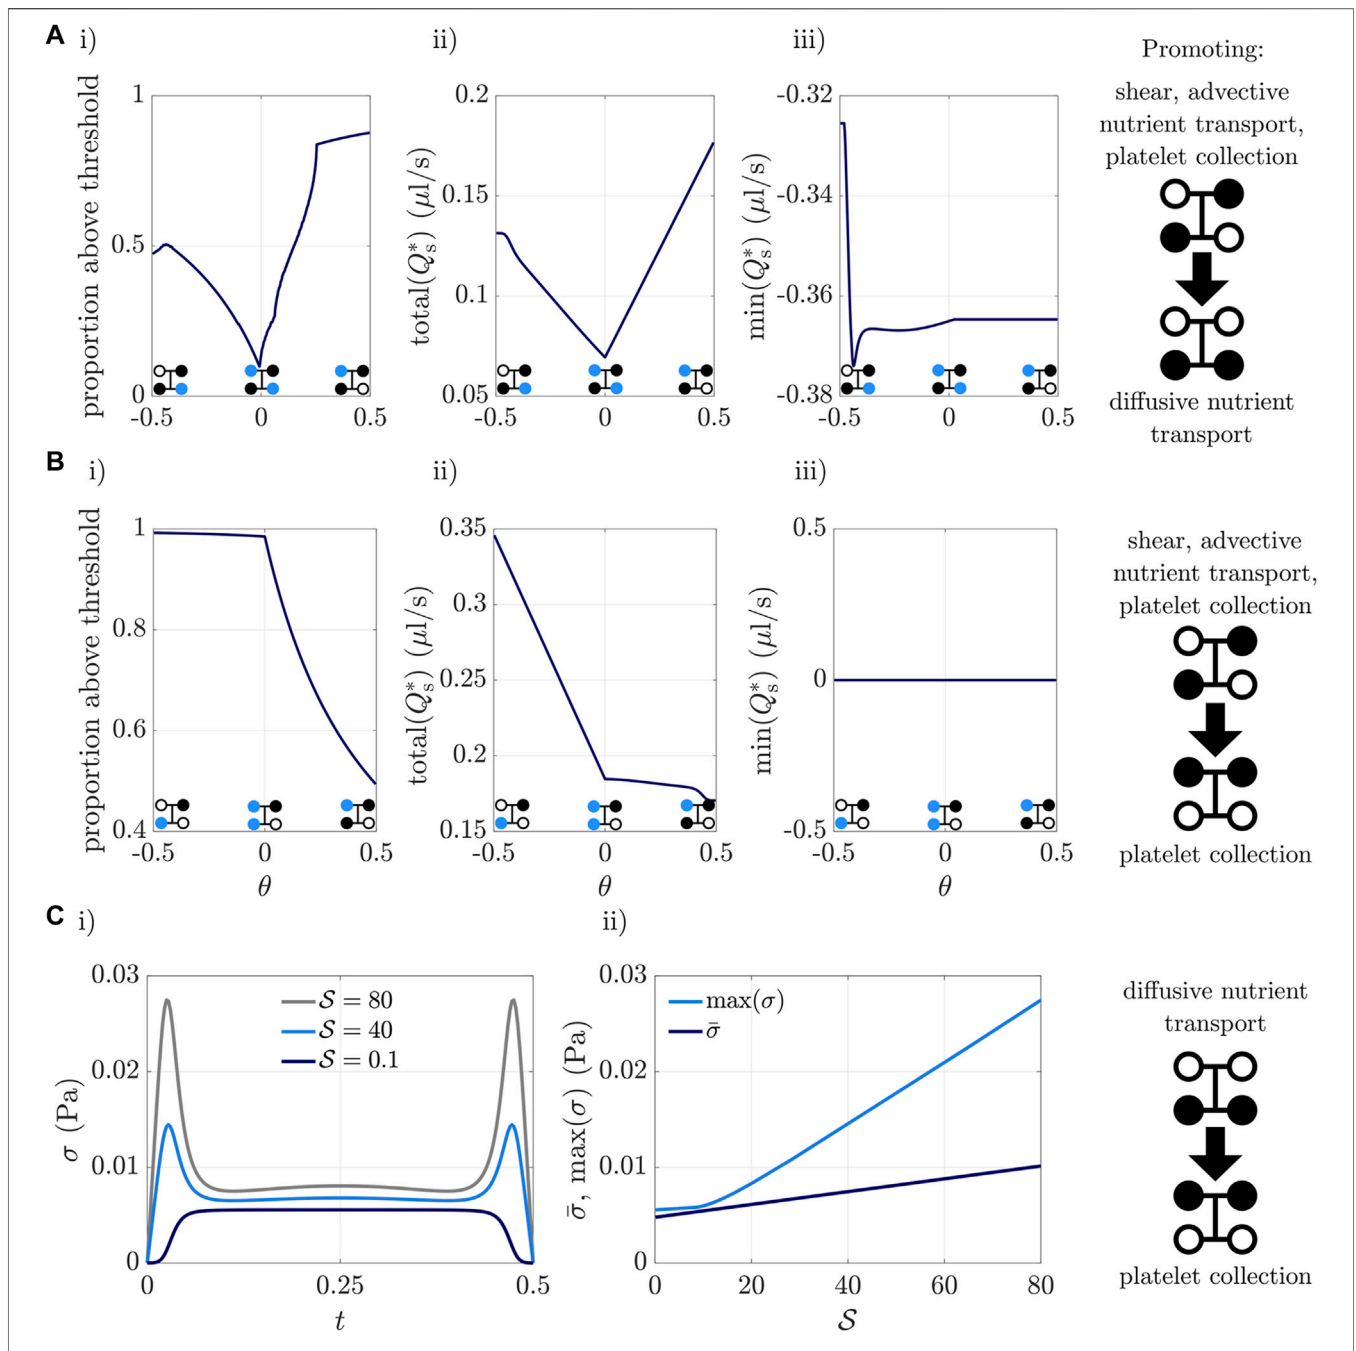 A i)
ii)
iii)
Promoting:
shear, advective
nutrient transport,
platelet collection
diffusive nutrient
transport
proportion above threshold
1
0.5
0
-0.5
0
0.5
total(Q*s) (μl/s)
0.2
0.15
0.1
0.05
-0.5
0
0.5
min(Q*s) (μl/s)
-0.32
-0.34
-0.36
-0.38
-0.5
0
0.5
B i)
ii)
iii)
proportion above threshold
1
0.8
0.6
0.4
-0.5
0
0.5
θ
total(Q*s) (μl/s)
0.35
0.3
0.25
0.2
0.15
-0.5
0
0.5
θ
min(Q*s) (μl/s)
0.5
0
-0.5
-0.5
0
0.5
θ
shear, advective
nutrient transport,
platelet collection
platelet collection
C i)
ii)
σ (Pa)
0.03
0.02
0.01
0
0
0.25
0.5
t
S = 80
S = 40
S = 0.1
σ̄, max(σ) (Pa)
0.03
0.02
0.01
0
0
20
40
60
80
S
max(σ)
σ̄
diffusive nutrient
transport
platelet collection